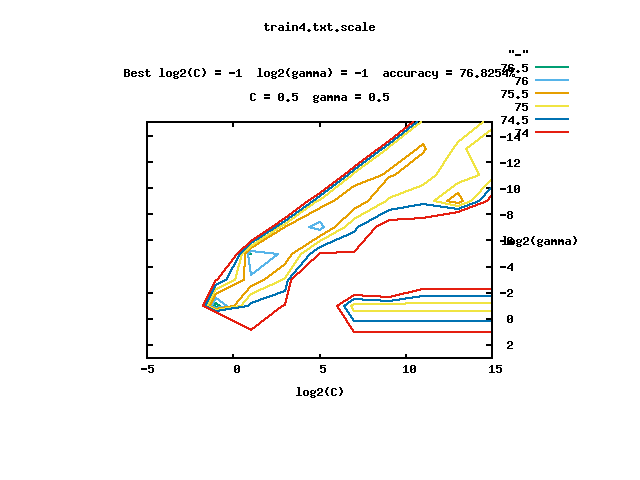 train4.txt.scale
"-"
Best log2(C) = -1 log2(gamma) = -1 accuracy = 76.8254%
76.5
76
C = 0.5 gamma = 0.5
75.5
75
74.5
74
-14
-12
-10
-8
-6
log2(gamma)
-4
-2
0
2
-5 0 5 10 15
log2(C)